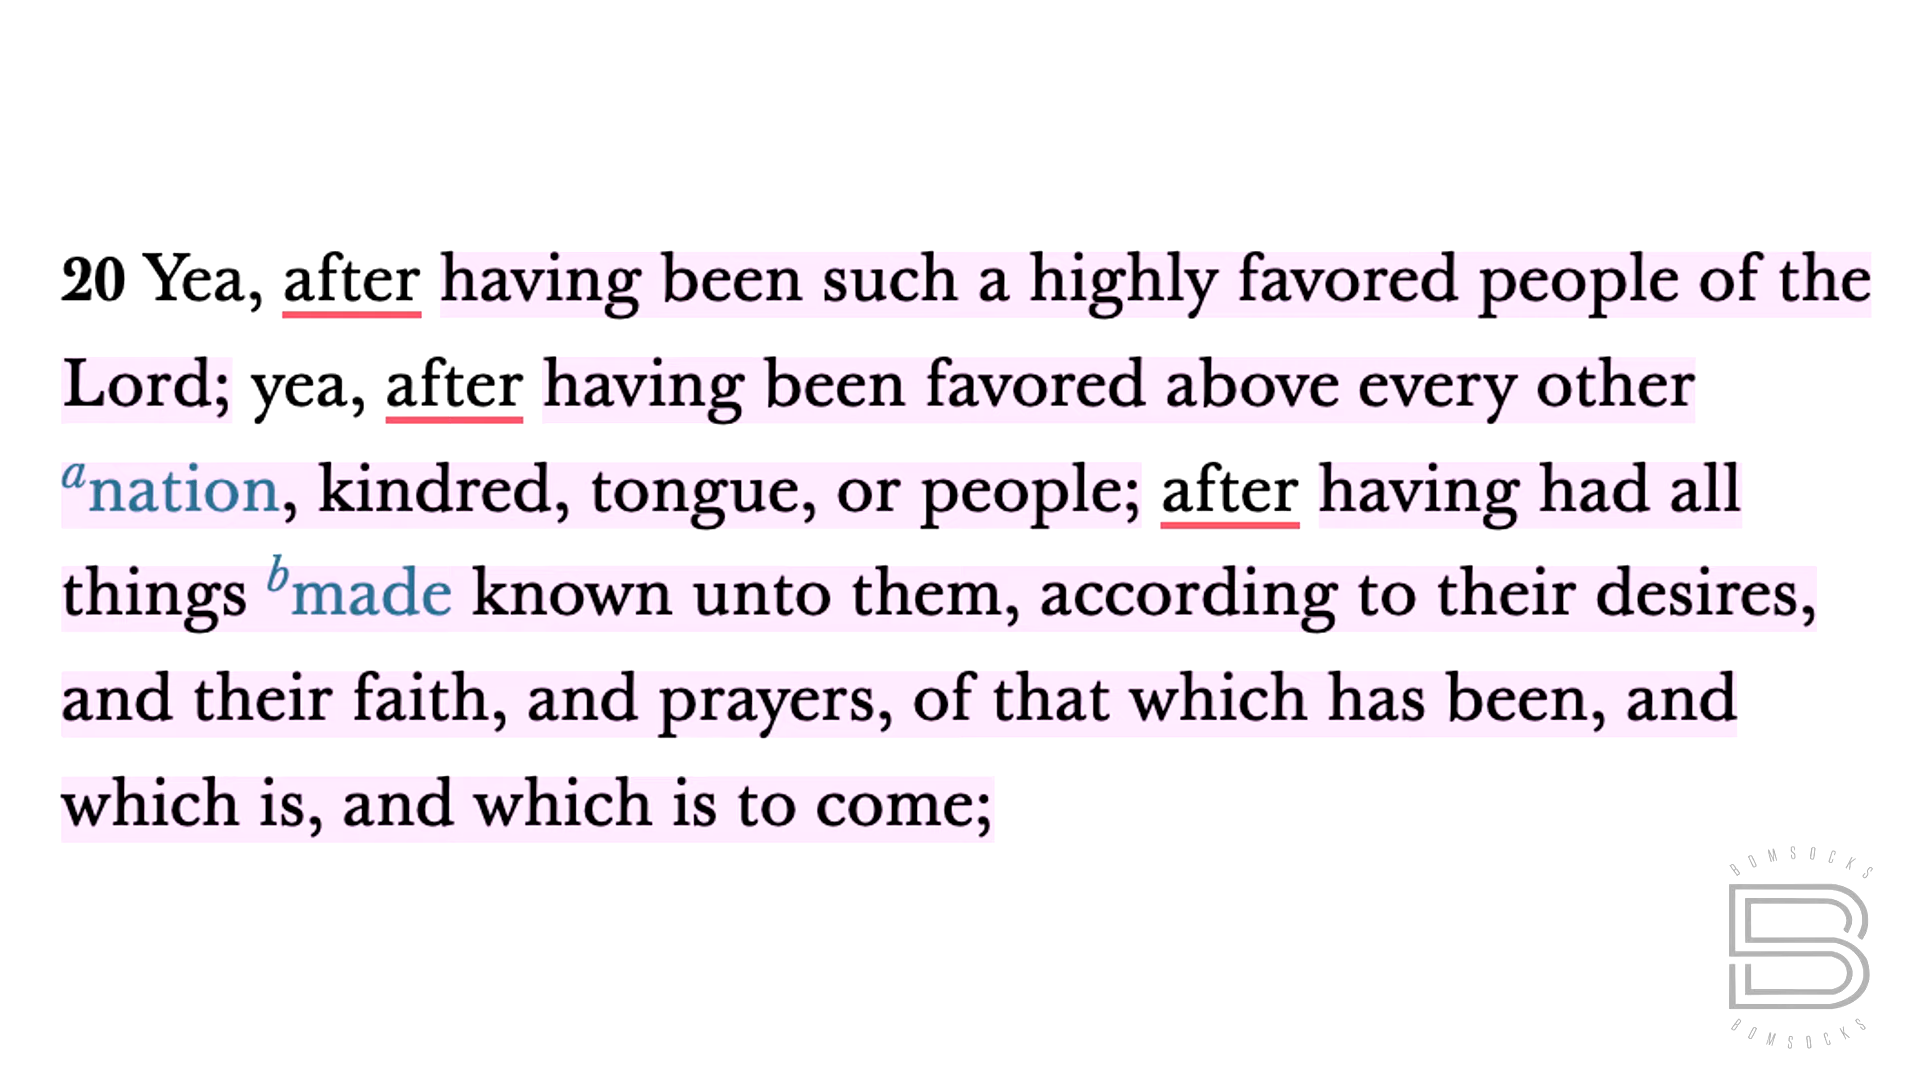 20 Yea, after having been such a highly favored people of the
Lord; yea, after having been favored above every other
anation, kindred, tongue, or people; after having had all
things bmade known unto them, according to their desires,
and their faith, and prayers, of that which has been, and
which is, and which is to come;
BOMSOCKS
B
BOMSOCKS